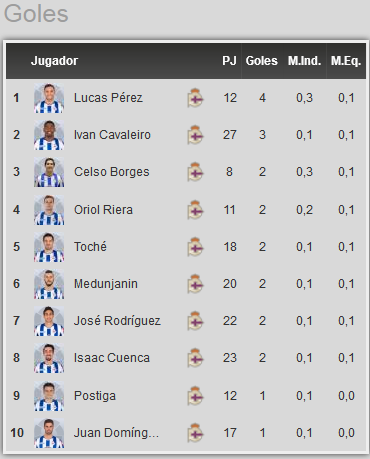 Goles
Jugador PJ Goles M.Ind. M.Eq.
1 Lucas Pérez 12 4 0,3 0,1
2 Ivan Cavaleiro 27 3 0,1 0,1
3 Celso Borges 8 2 0,3 0,1
4 Oriol Riera 11 2 0,2 0,1
5 Toché 18 2 0,1 0,1
6 Medunjanin 20 2 0,1 0,1
7 José Rodríguez 22 2 0,1 0,1
8 Isaac Cuenca 23 2 0,1 0,1
9 Postiga 12 1 0,1 0,0
10 Juan Domíng... 17 1 0,1 0,0